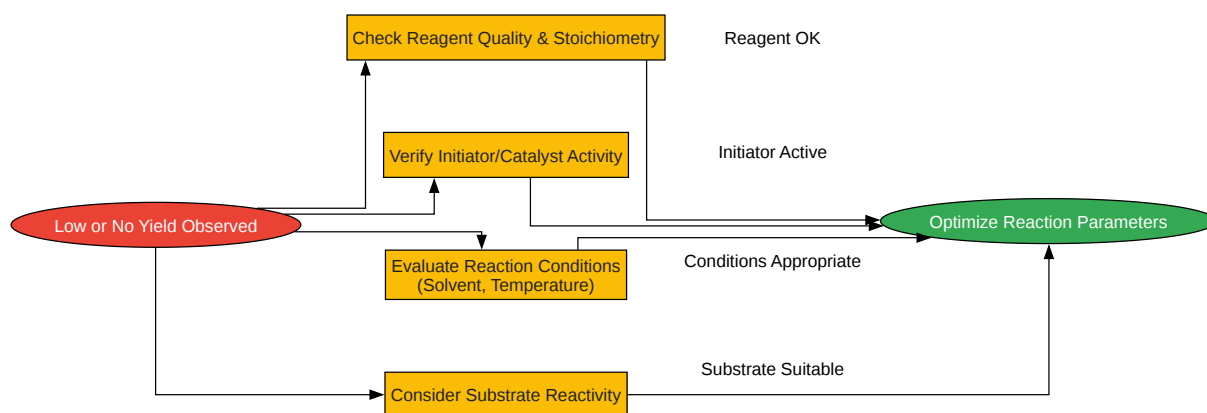 Check Reagent Quality & Stoichiometry
Reagent OK
Verify Initiator/Catalyst Activity
Initiator Active
Low or No Yield Observed
Optimize Reaction Parameters
Evaluate Reaction Conditions
(Solvent, Temperature)
Conditions Appropriate
Consider Substrate Reactivity
Substrate Suitable